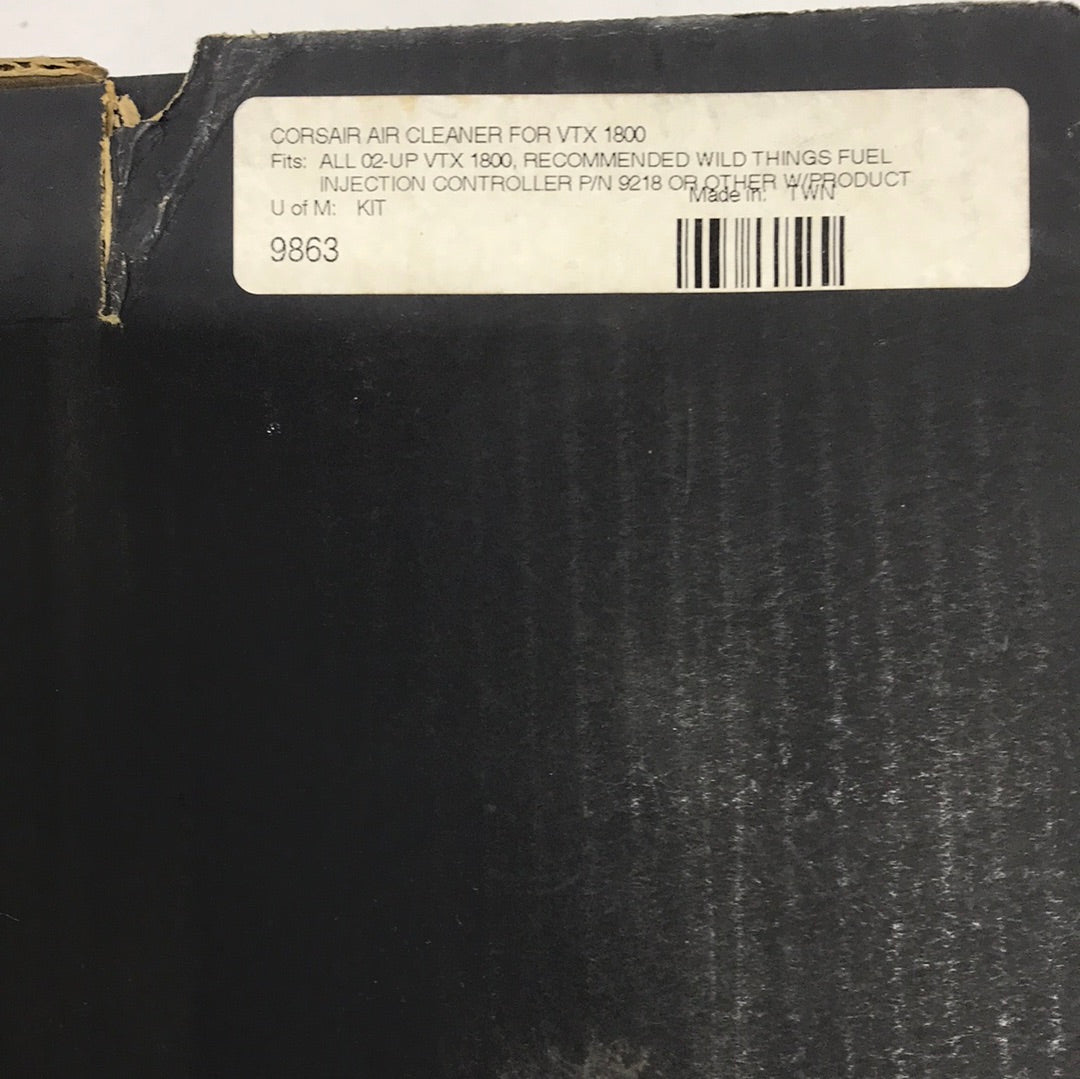 CORSAIR AIR CLEANER FOR VTX 1800
Fits: ALL 02-UP VTX 1800, RECOMMENDED WILD THINGS FUEL
INJECTION CONTROLLER P/N 9218 OR OTHER W/PRODUCT
Made in: TWN
U of M: KIT
9863